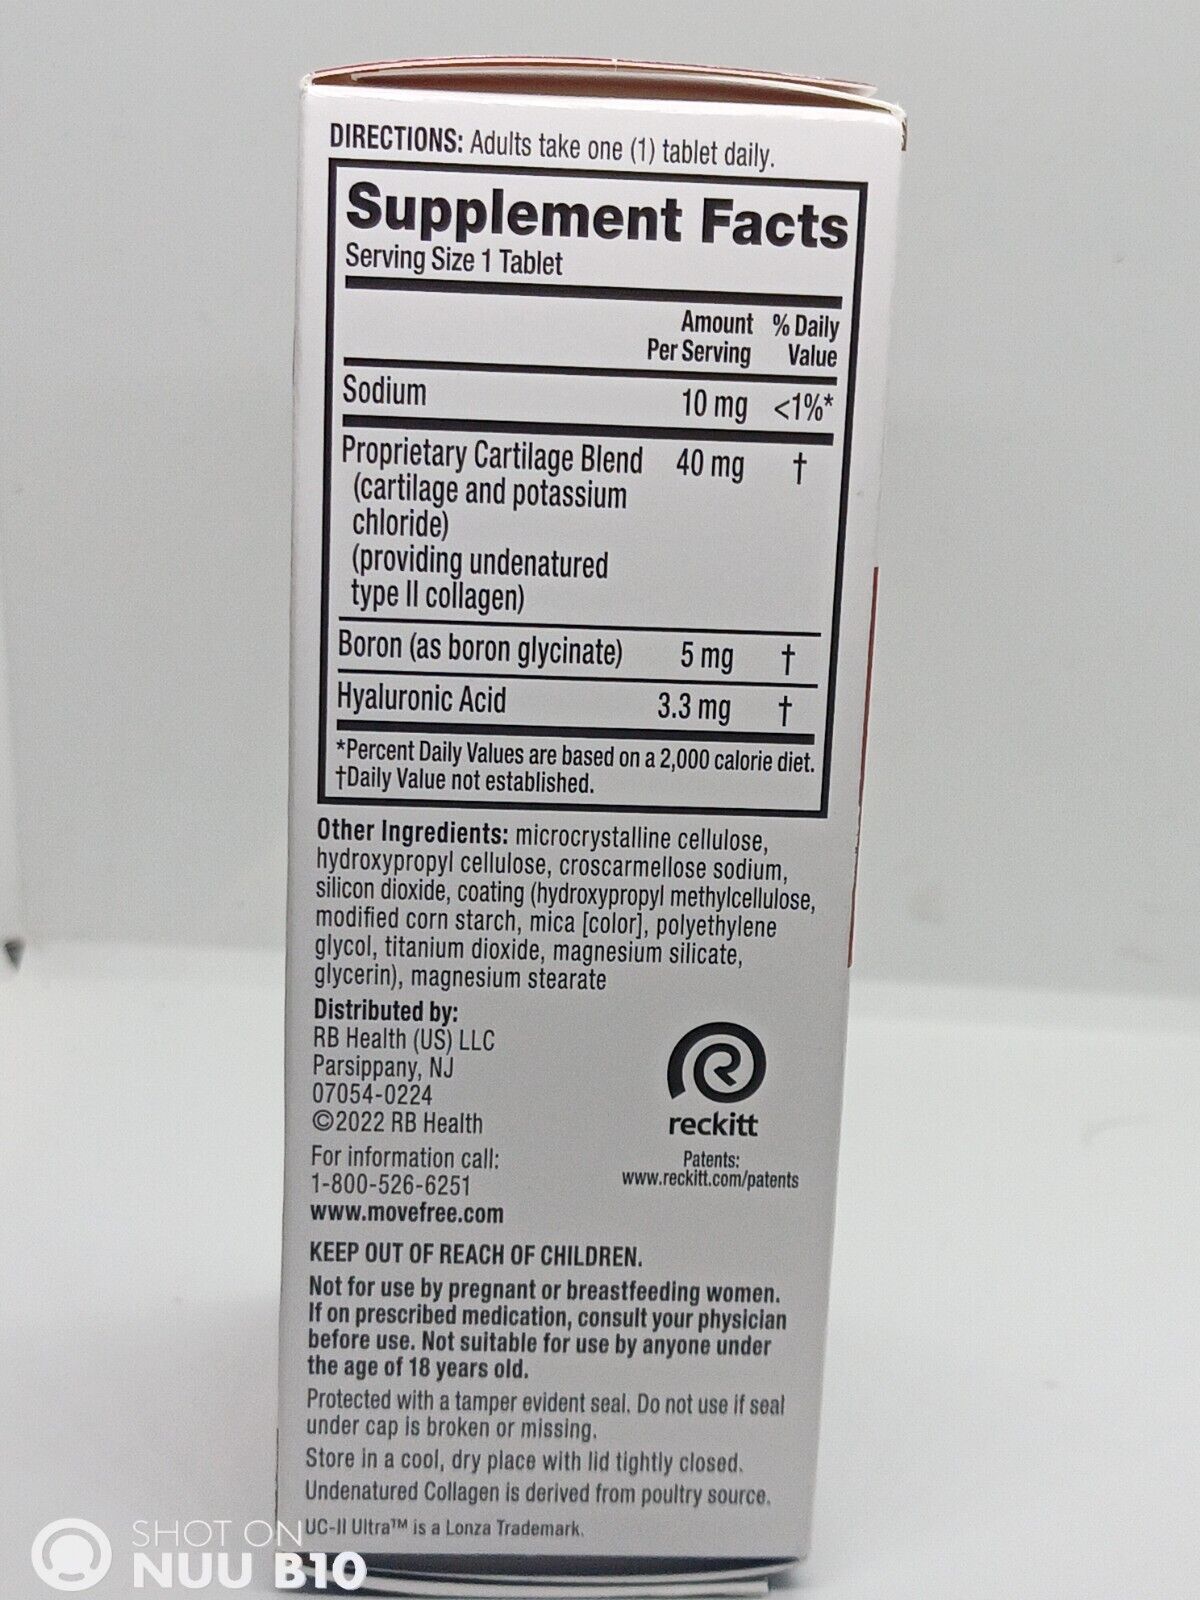 DIRECTIONS: Adults take one (1) tablet daily.
Supplement Facts
Serving Size 1 Tablet
Amount Per Serving % Daily Value
Sodium 10 mg <1%*
Proprietary Cartilage Blend 40 mg †
(cartilage and potassium
chloride)
(providing undenatured
type II collagen)
Boron (as boron glycinate) 5 mg †
Hyaluronic Acid 3.3 mg †
*Percent Daily Values are based on a 2,000 calorie diet.
†Daily Value not established.
Other Ingredients: microcrystalline cellulose,
hydroxypropyl cellulose, croscarmellose sodium,
silicon dioxide, coating (hydroxypropyl methylcellulose,
modified corn starch, mica [color], polyethylene
glycol, titanium dioxide, magnesium silicate,
glycerin), magnesium stearate
Distributed by:
RB Health (US) LLC
Parsippany, NJ
07054-0224
©2022 RB Health
For information call:
1-800-526-6251
www.movefree.com
reckitt
Patents:
www.reckitt.com/patents
KEEP OUT OF REACH OF CHILDREN.
Not for use by pregnant or breastfeeding women.
If on prescribed medication, consult your physician
before use. Not suitable for use by anyone under
the age of 18 years old.
Protected with a tamper evident seal. Do not use if seal
under cap is broken or missing.
Store in a cool, dry place with lid tightly closed.
Undenatured Collagen is derived from poultry source.
UC-II Ultra™ is a Lonza Trademark.
SHOT ON
NUU B10